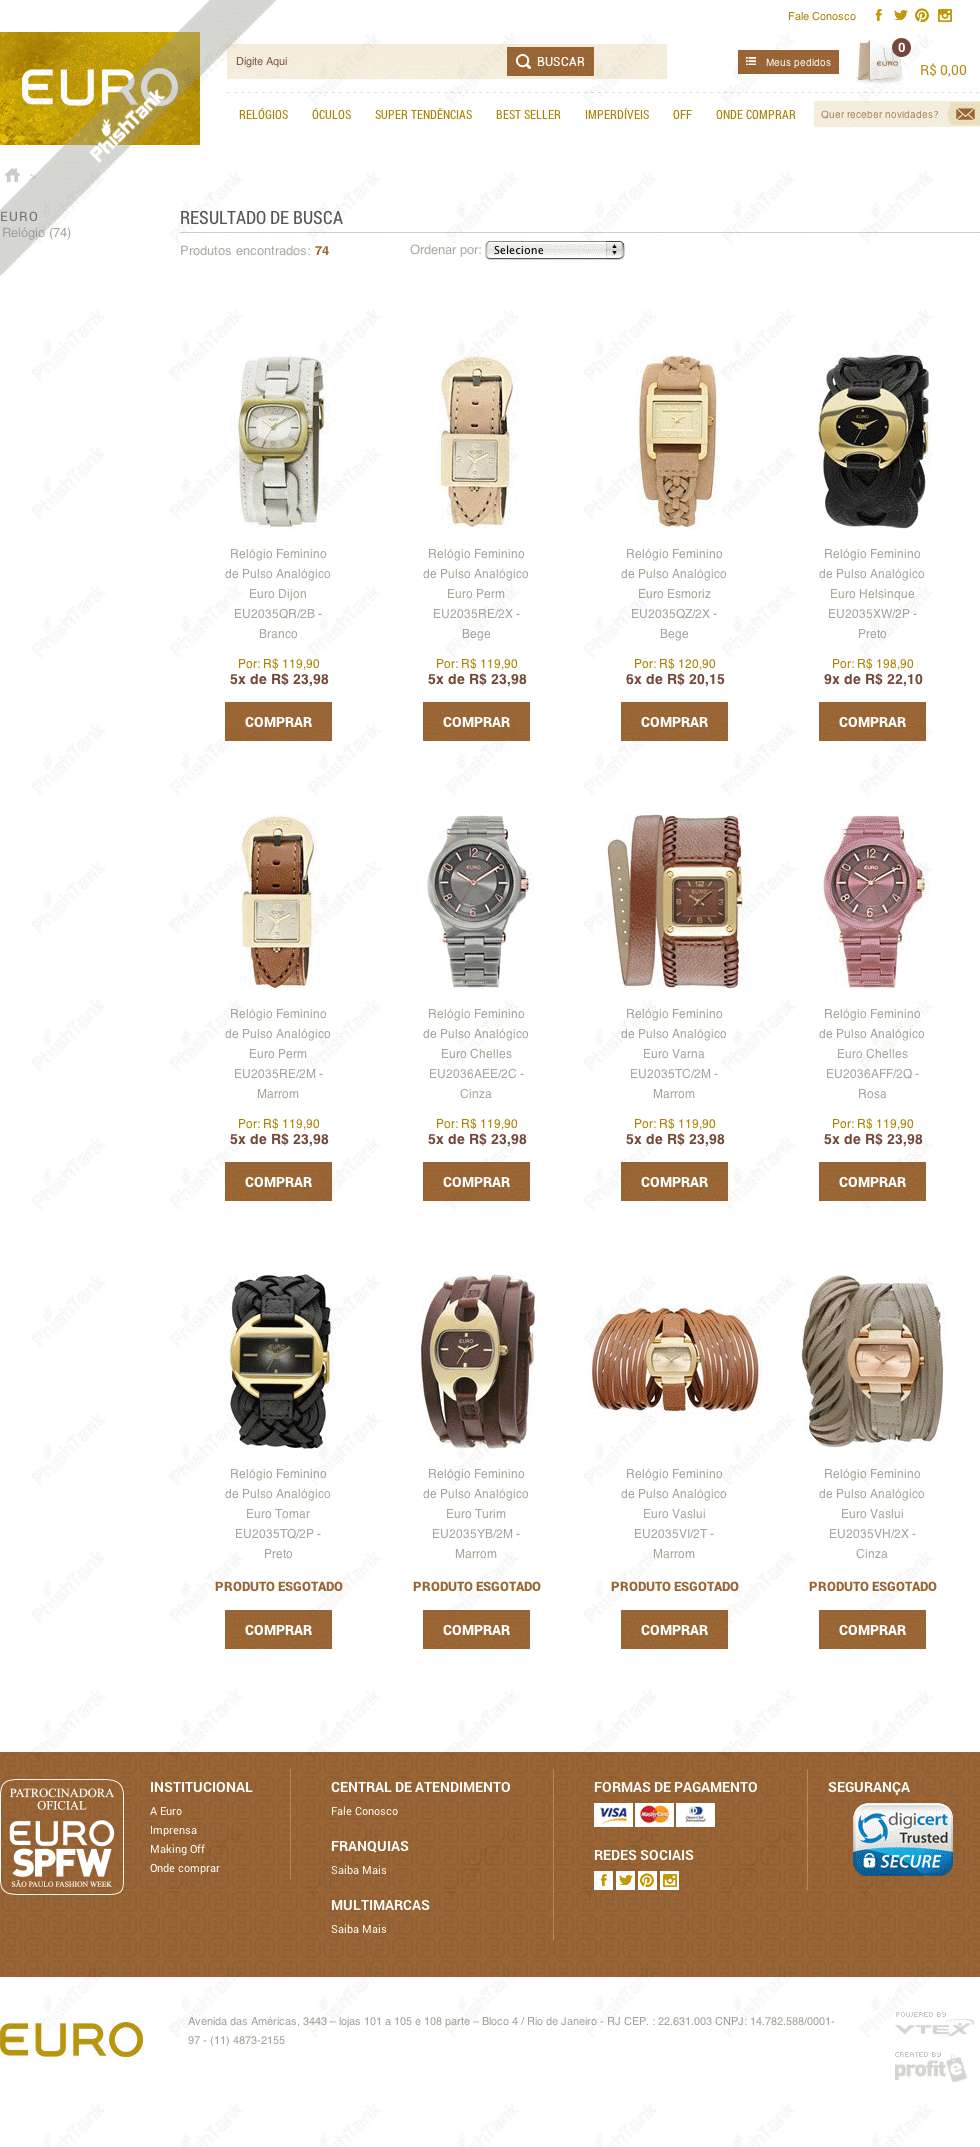 Fale Conosco
EURO
PhishTank
Digite Aqui
BUSCAR
Meus pedidos
EURO
0
R$ 0,00
RELÓGIOS ÓCULOS SUPER TENDÊNCIAS BEST SELLER IMPERDÍVEIS OFF ONDE COMPRAR
Quer receber novidades?
>
EURO
Relógio (74)
RESULTADO DE BUSCA
Produtos encontrados: 74
Ordenar por: Selecione
Relógio Feminino
de Pulso Analógico
Euro Dijon
EU2035QR/2B -
Branco
Por: R$ 119,90
5x de R$ 23,98
COMPRAR
Relógio Feminino
de Pulso Analógico
Euro Perm
EU2035RE/2X -
Bege
Por: R$ 119,90
5x de R$ 23,98
COMPRAR
Relógio Feminino
de Pulso Analógico
Euro Esmoriz
EU2035QZ/2X -
Bege
Por: R$ 120,90
6x de R$ 20,15
COMPRAR
Relógio Feminino
de Pulso Analógico
Euro Helsinque
EU2035XW/2P -
Preto
Por: R$ 198,90
9x de R$ 22,10
COMPRAR
Relógio Feminino
de Pulso Analógico
Euro Perm
EU2035RE/2M -
Marrom
Por: R$ 119,90
5x de R$ 23,98
COMPRAR
Relógio Feminino
de Pulso Analógico
Euro Chelles
EU2036AEE/2C -
Cinza
Por: R$ 119,90
5x de R$ 23,98
COMPRAR
Relógio Feminino
de Pulso Analógico
Euro Varna
EU2035TC/2M -
Marrom
Por: R$ 119,90
5x de R$ 23,98
COMPRAR
Relógio Feminino
de Pulso Analógico
Euro Chelles
EU2036AFF/2Q -
Rosa
Por: R$ 119,90
5x de R$ 23,98
COMPRAR
Relógio Feminino
de Pulso Analógico
Euro Tomar
EU2035TQ/2P -
Preto
PRODUTO ESGOTADO
COMPRAR
Relógio Feminino
de Pulso Analógico
Euro Turim
EU2035YB/2M -
Marrom
PRODUTO ESGOTADO
COMPRAR
Relógio Feminino
de Pulso Analógico
Euro Vaslui
EU2035VI/2T -
Marrom
PRODUTO ESGOTADO
COMPRAR
Relógio Feminino
de Pulso Analógico
Euro Vaslui
EU2035VH/2X -
Cinza
PRODUTO ESGOTADO
COMPRAR
PATROCINADORA
OFICIAL
EURO
SPFW
SÃO PAULO FASHION WEEK
INSTITUCIONAL
A Euro
Imprensa
Making Off
Onde comprar
CENTRAL DE ATENDIMENTO
Fale Conosco
FRANQUIAS
Saiba Mais
MULTIMARCAS
Saiba Mais
FORMAS DE PAGAMENTO
VISA MasterCard
REDES SOCIAIS
SEGURANÇA
digicert
Trusted
SECURE
EURO
Avenida das Américas, 3443 – lojas 101 a 105 e 108 parte – Bloco 4 / Rio de Janeiro - RJ CEP. : 22.631.003 CNPJ: 14.782.588/0001-
97 - (11) 4873-2155
POWERED BY
VTEX
CREATED BY
profite